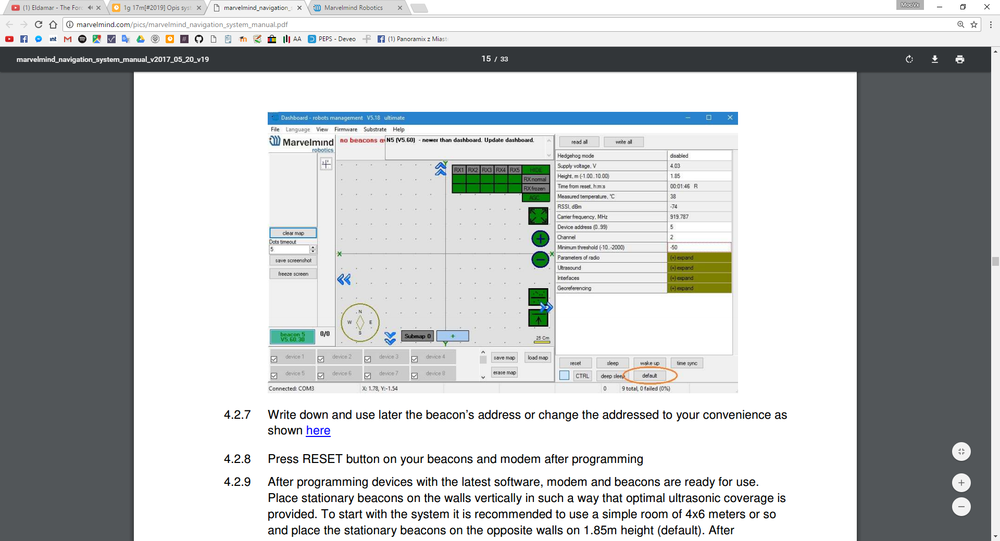 MooVx
(1) Eldamar - The Forc
1g 17m[#2019] Opis syst
marvelmind_navigation_s
Marvelmind Robotics
marvelmind.com/pics/marvelmind_navigation_system_manual.pdf
int
AA
PEPS - Deveo
(1) Panoramix z Miast
marvelmind_navigation_system_manual_v2017_05_20_v19
15 / 33
Dashboard - robots management V5.18 ultimate
File Language View Firmware Substrate Help
Marvelmind
robotics
no beacons av
N5 (V5.60) - newer than dashboard. Update dashboard.
read all write all
Hedgehog mode disabled
Supply voltage, V 4.03
Height, m (-1.00..10.00) 1.85
Time from reset, h:m:s 00:01:46 R
Measured temperature, °C 38
RSSI, dBm -74
Carrier frequency, MHz 919.787
Device address (0..99) 5
Channel 2
Minimum threshold (-10..-2000) -50
Parameters of radio (+) expand
Ultrasound (+) expand
Interfaces (+) expand
Georeferencing (+) expand
Y
RX1 RX2 RX3 RX4 RX5 HIDE
RX normal
RX frozen
AGC
clear map
Dots timeout
5
save screenshot
freeze screen
X X
N
W E
S
beacon 5
V5.60.30
0/0
Submap 0 +
Y
25 Cm
device 1 device 2 device 3 device 4
device 5 device 6 device 7 device 8
save map load map
erase map
reset sleep wake up time sync
CTRL deep sleep default
Connected: COM3 X: 1.78, Y:-1.54 0 9 total, 0 failed (0%)
4.2.7 Write down and use later the beacon’s address or change the addressed to your convenience as
shown here
4.2.8 Press RESET button on your beacons and modem after programming
4.2.9 After programming devices with the latest software, modem and beacons are ready for use.
Place stationary beacons on the walls vertically in such a way that optimal ultrasonic coverage is
provided. To start with the system it is recommended to use a simple room of 4x6 meters or so
and place the stationary beacons on the opposite walls on 1.85m height (default). After